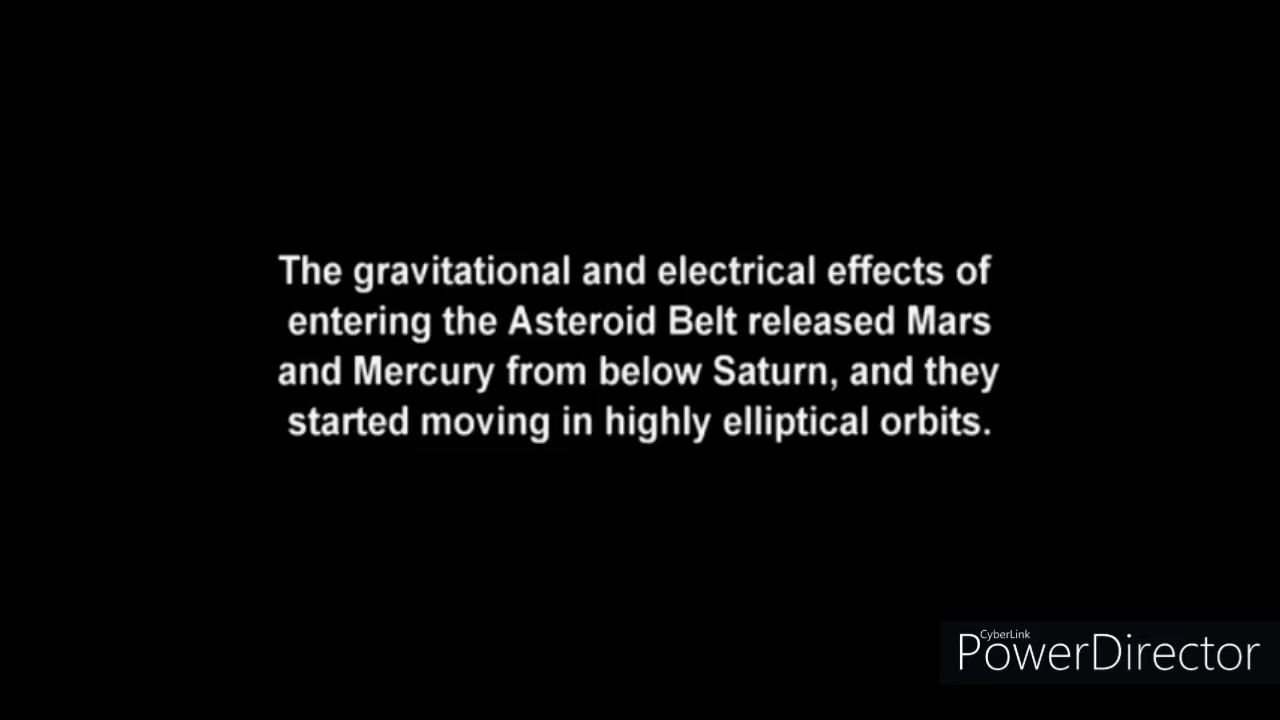 The gravitational and electrical effects of
entering the Asteroid Belt released Mars
and Mercury from below Saturn, and they
started moving in highly elliptical orbits.
CyberLink
PowerDirector